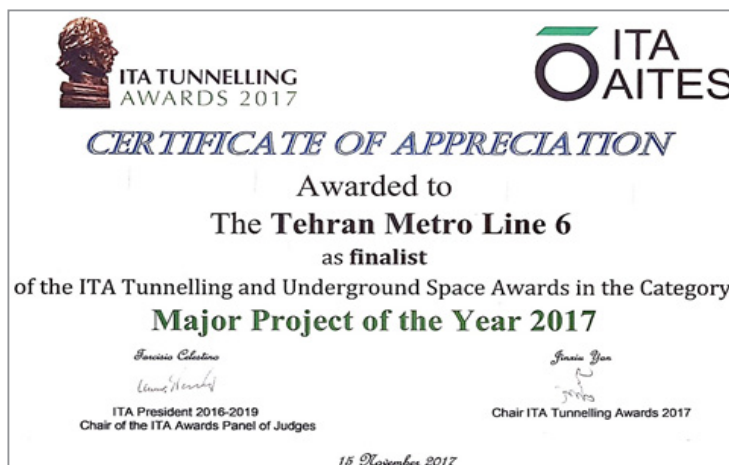 ITA TUNNELLING
AWARDS 2017
ITA
AITES
CERTIFICATE OF APPRECIATION
Awarded to
The Tehran Metro Line 6
as finalist
of the ITA Tunnelling and Underground Space Awards in the Category
Major Project of the Year 2017
Tarcisio Celestino
Jinxiu Yan
ITA President 2016-2019
Chair of the ITA Awards Panel of Judges
Chair ITA Tunnelling Awards 2017
15 November 2017